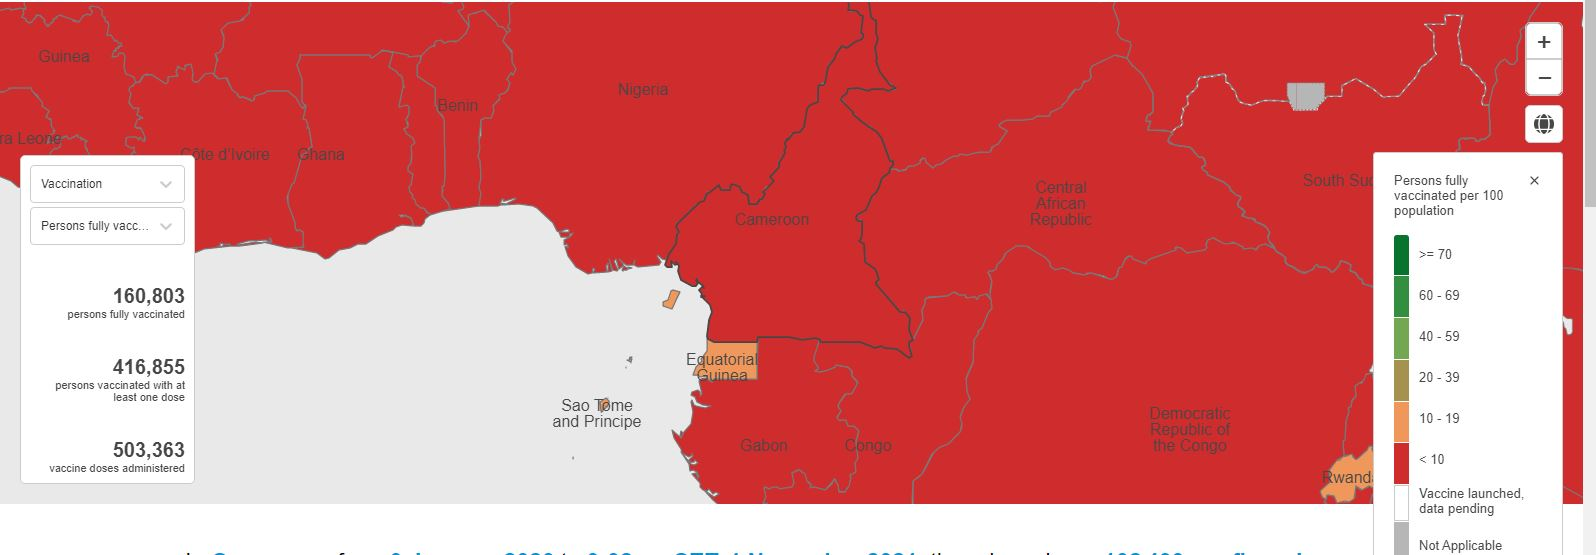 Guinea
Nigeria
Benin
ra Leone
Côte d'Ivoire
Ghana
Vaccination
Persons fully vacc...
160,803
persons fully vaccinated
416,855
persons vaccinated with at
least one dose
503,363
vaccine doses administered
Cameroon
Central
African
Republic
South Sud
Equatorial
Guinea
Sao Tome
and Principe
Gabon
Congo
Democratic
Republic of
the Congo
Rwanda
+
−
Persons fully
vaccinated per 100
population
×
>= 70
60 - 69
40 - 59
20 - 39
10 - 19
< 10
Vaccine launched,
data pending
Not Applicable